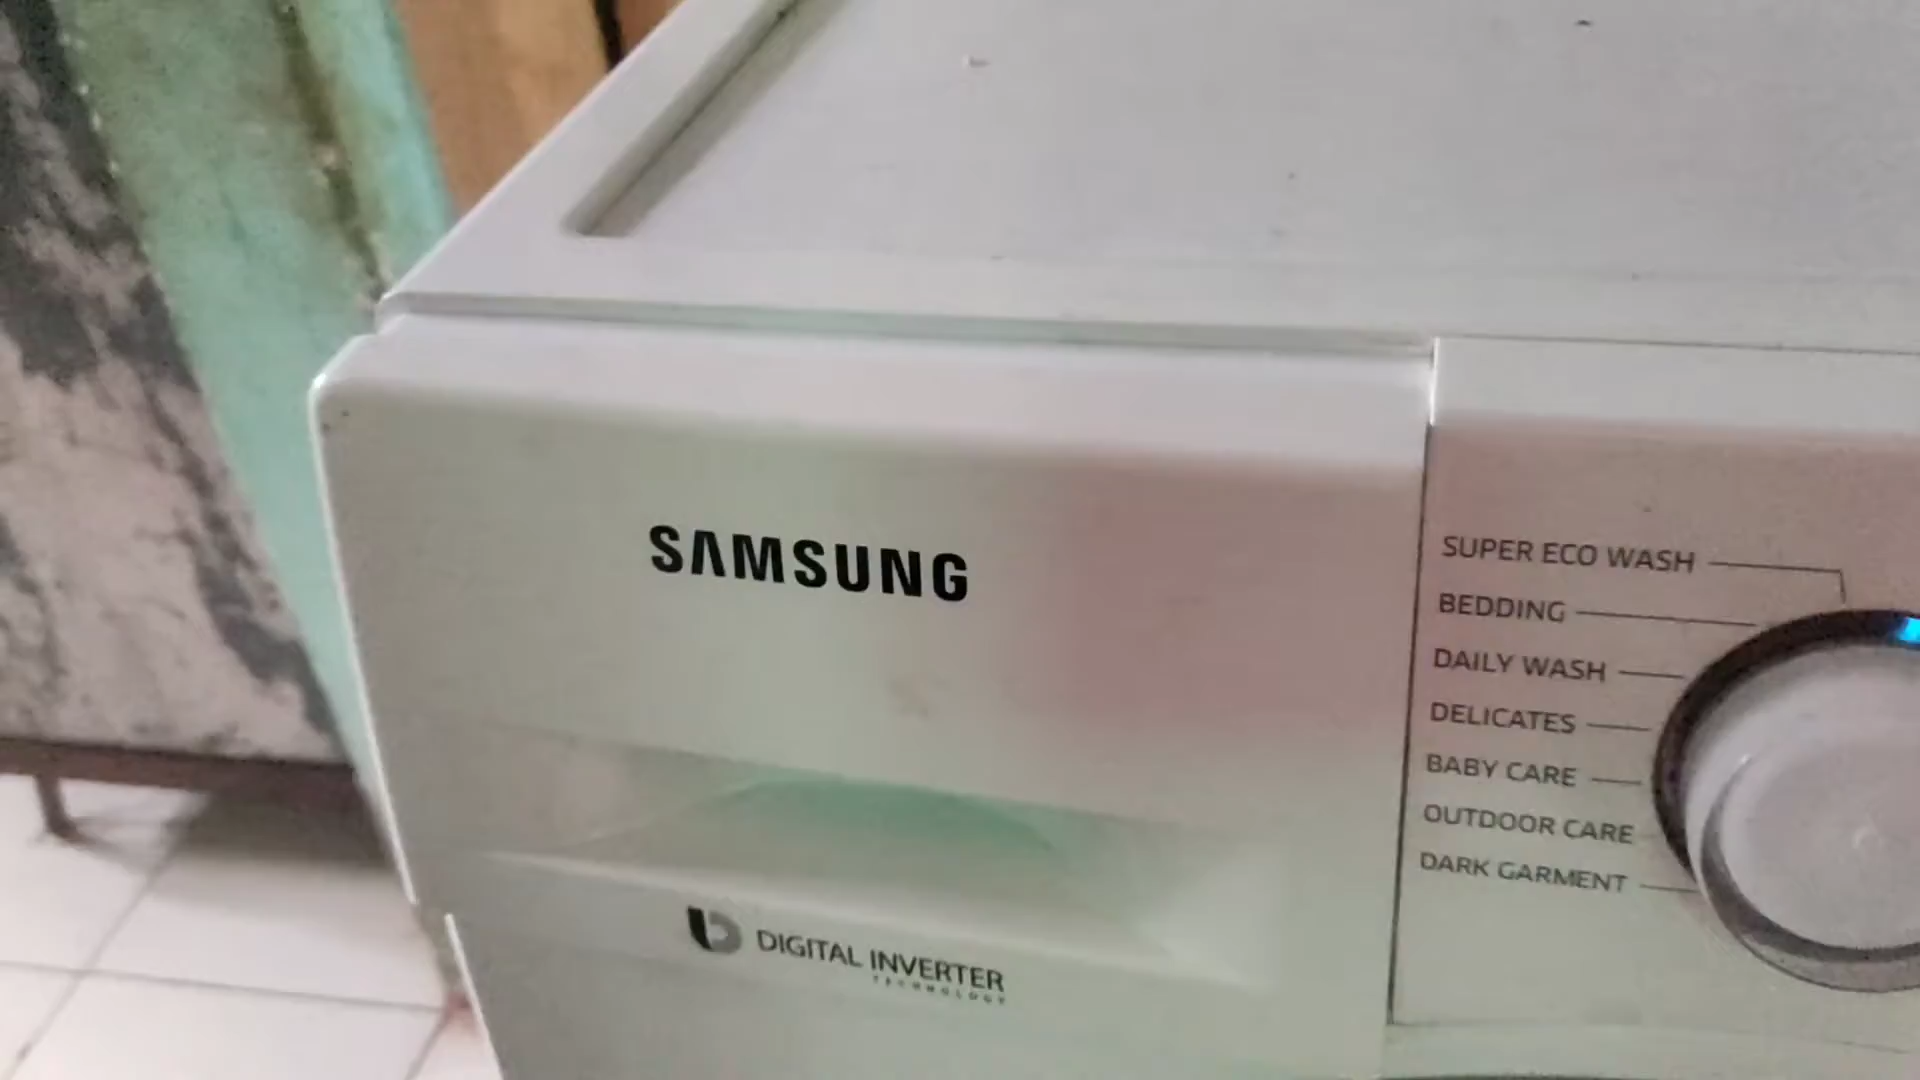 SAMSUNG
SUPER ECO WASH
BEDDING
DAILY WASH
DELICATES
BABY CARE
OUTDOOR CARE
DARK GARMENT
DIGITAL INVERTER
TECHNOLOGY